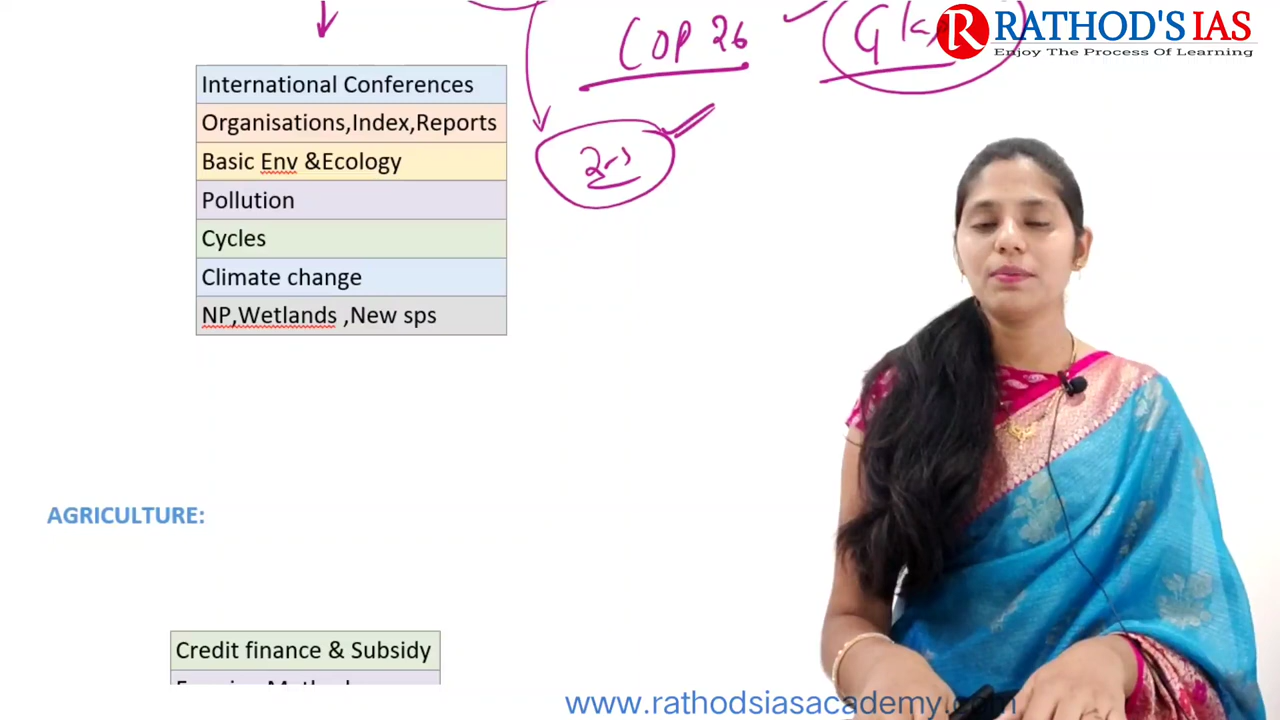 COP 26
RATHOD'S IAS
Enjoy The Process Of Learning
International Conferences
Organisations,Index,Reports
Basic Env &Ecology
Pollution
Cycles
Climate change
NP,Wetlands ,New sps
AGRICULTURE:
Credit finance & Subsidy
www.rathodsiasacademy.com